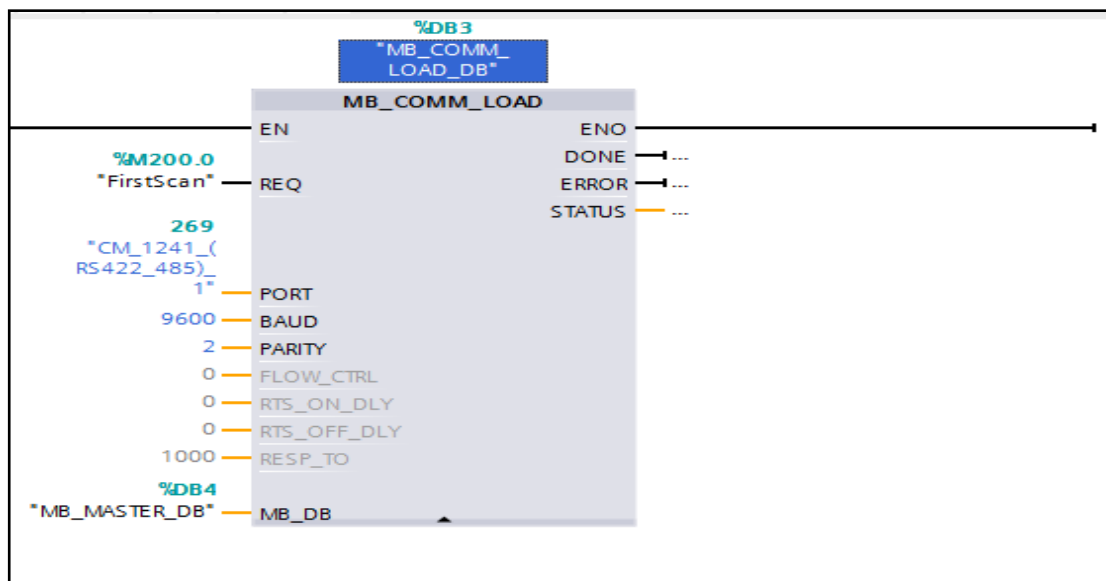 %DB3
"MB_COMM_
LOAD_DB"
MB_COMM_LOAD
EN
ENO
DONE
...
%M200.0
"FirstScan"
REQ
ERROR
...
STATUS
...
269
"CM_1241_(
RS422_485)_
1"
PORT
9600
BAUD
2
PARITY
0
FLOW_CTRL
0
RTS_ON_DLY
0
RTS_OFF_DLY
1000
RESP_TO
%DB4
"MB_MASTER_DB"
MB_DB